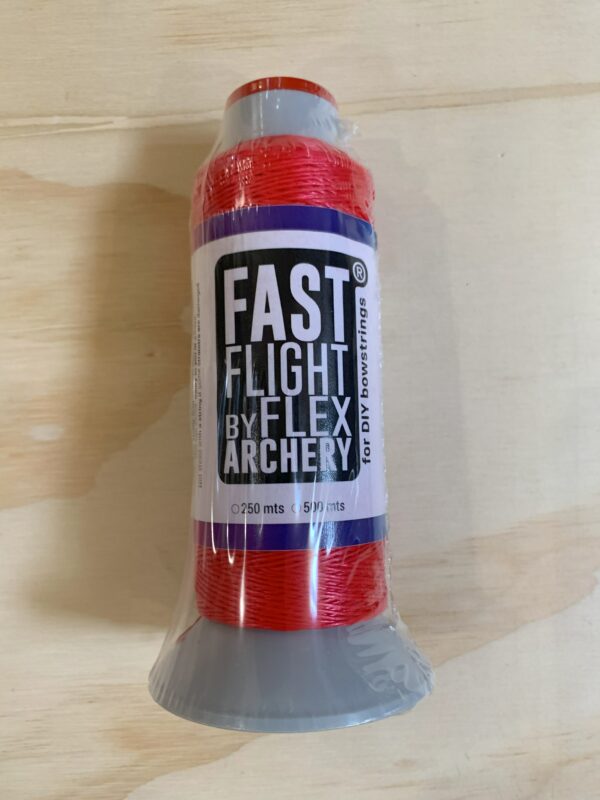 FAST®
FLIGHT
BY FLEX
ARCHERY
for DIY bowstrings
250 mts 500 mts